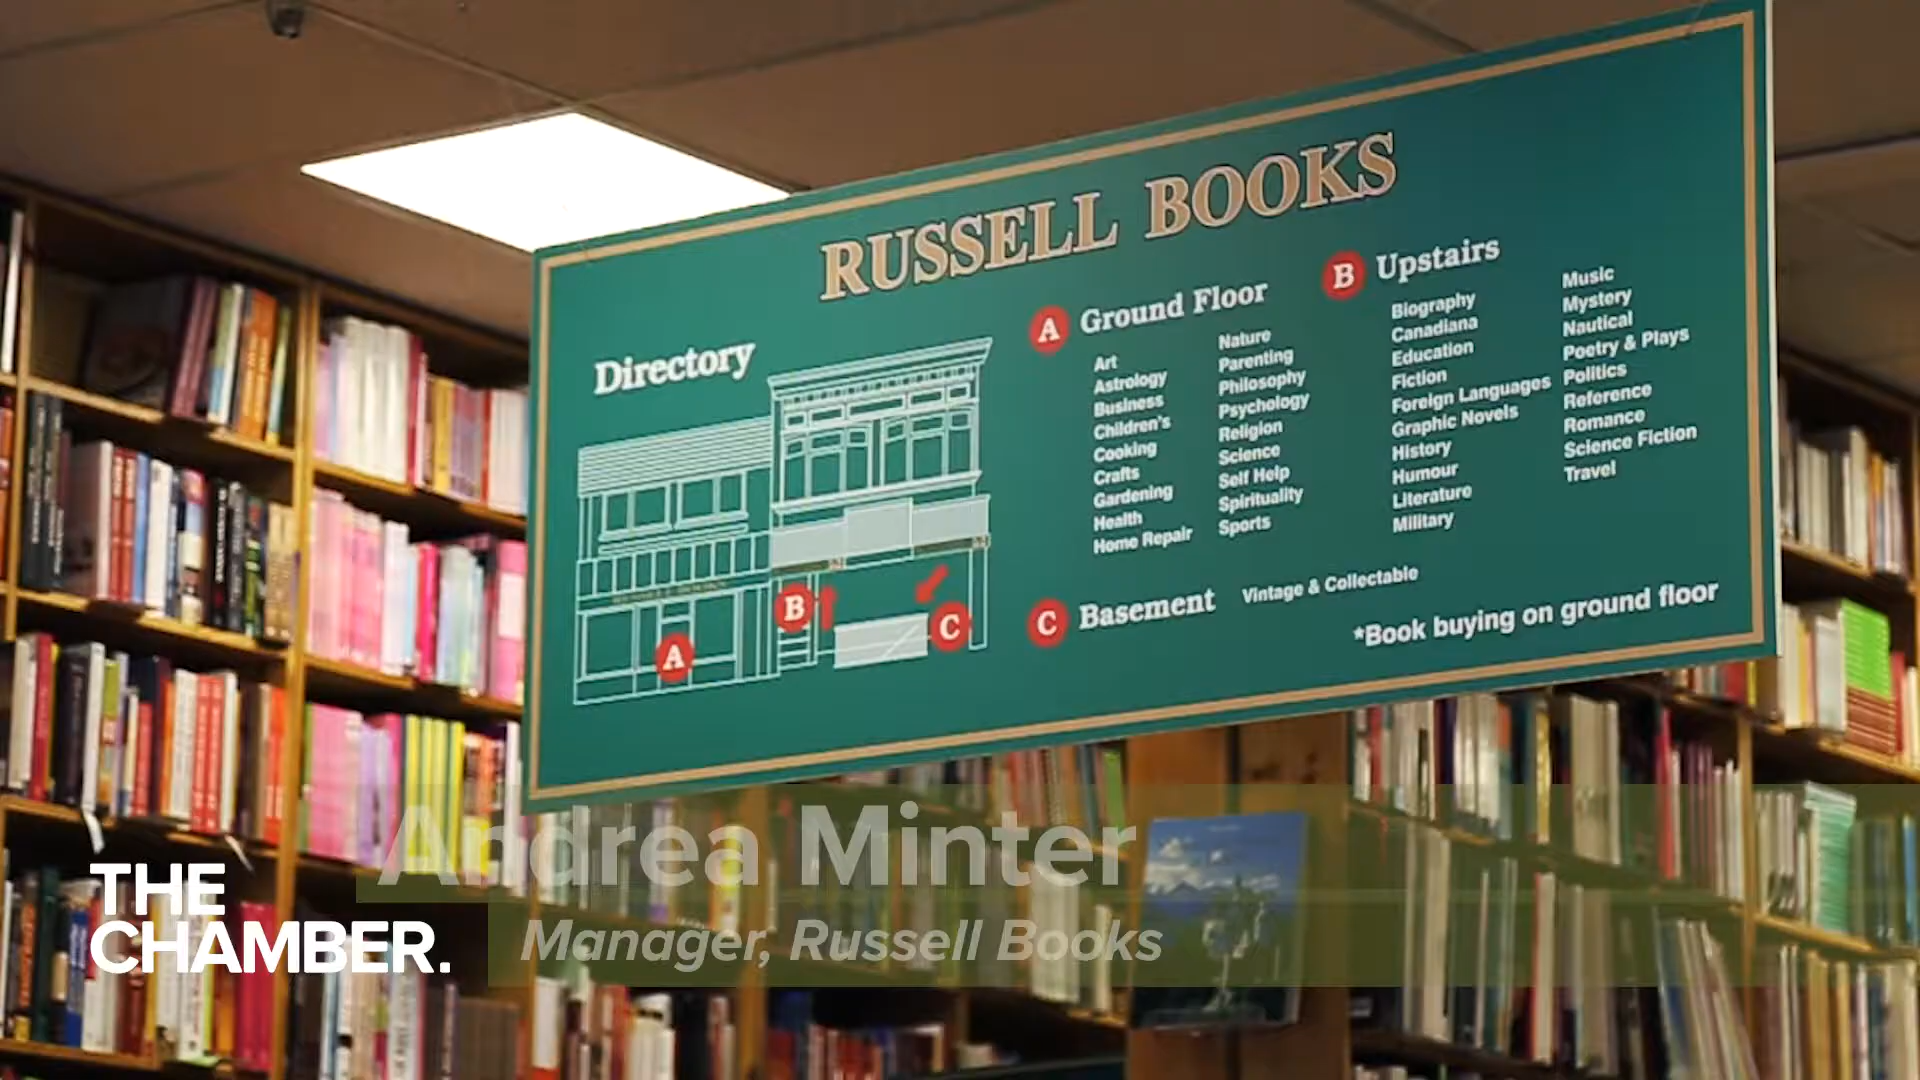 RUSSELL BOOKS
Directory
A Ground Floor
Art
Astrology
Business
Children's
Cooking
Crafts
Gardening
Health
Home Repair
Nature
Parenting
Philosophy
Psychology
Religion
Science
Self Help
Spirituality
Sports
B Upstairs
Biography
Canadiana
Education
Fiction
Foreign Languages
Graphic Novels
History
Humour
Literature
Military
Music
Mystery
Nautical
Poetry & Plays
Politics
Reference
Romance
Science Fiction
Travel
C Basement Vintage & Collectable
*Book buying on ground floor
B
C
A
Andrea Minter
Manager, Russell Books
THE
CHAMBER.